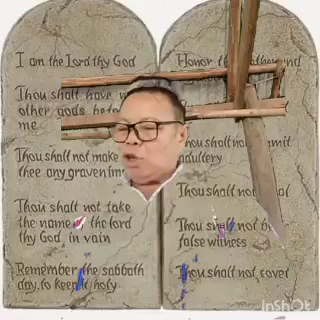 I am the Lord thy God
Thou shalt have
other gods
me
Thou shalt not make
thee any graven
Thou shalt not take
the name the lord
thy God, in vain
Remember the sabbath
day, to keep it holy
Honor
Thou shalt not
adultery
Thou shalt not
Thou shalt not
false witness
Thou shalt not covet
InShOt